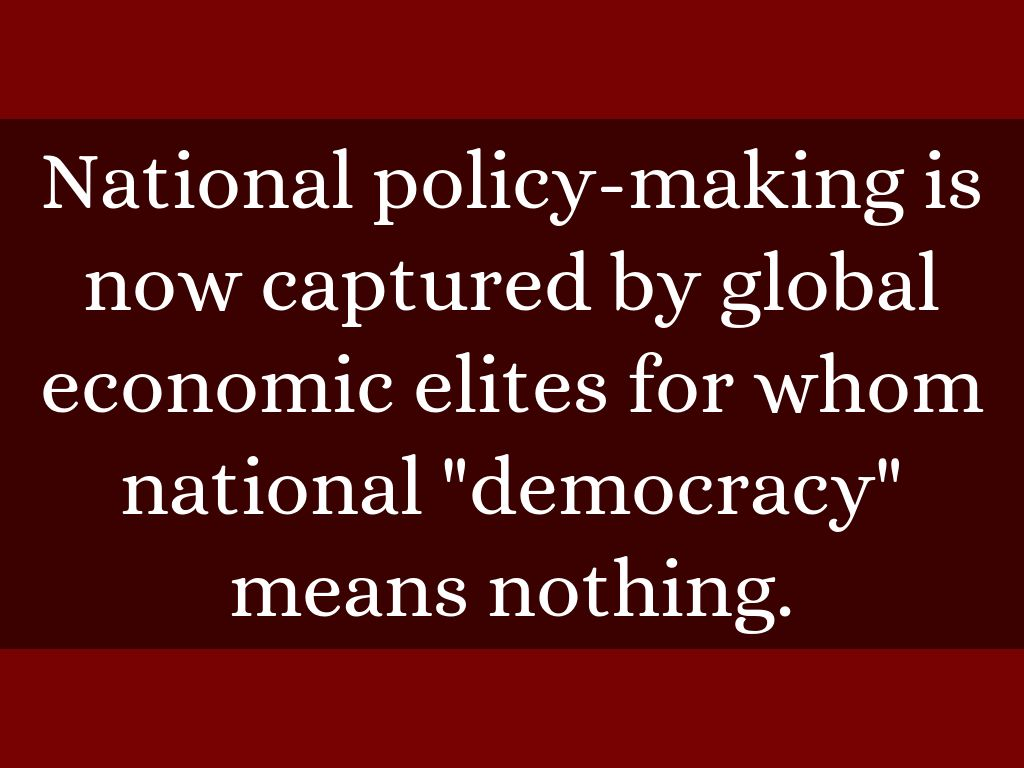 National policy-making is
now captured by global
economic elites for whom
national "democracy"
means nothing.